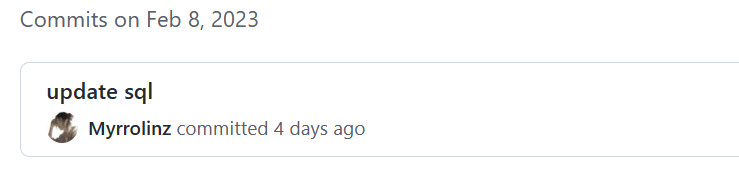 Commits on Feb 8, 2023
update sql
Myrrolinz committed 4 days ago